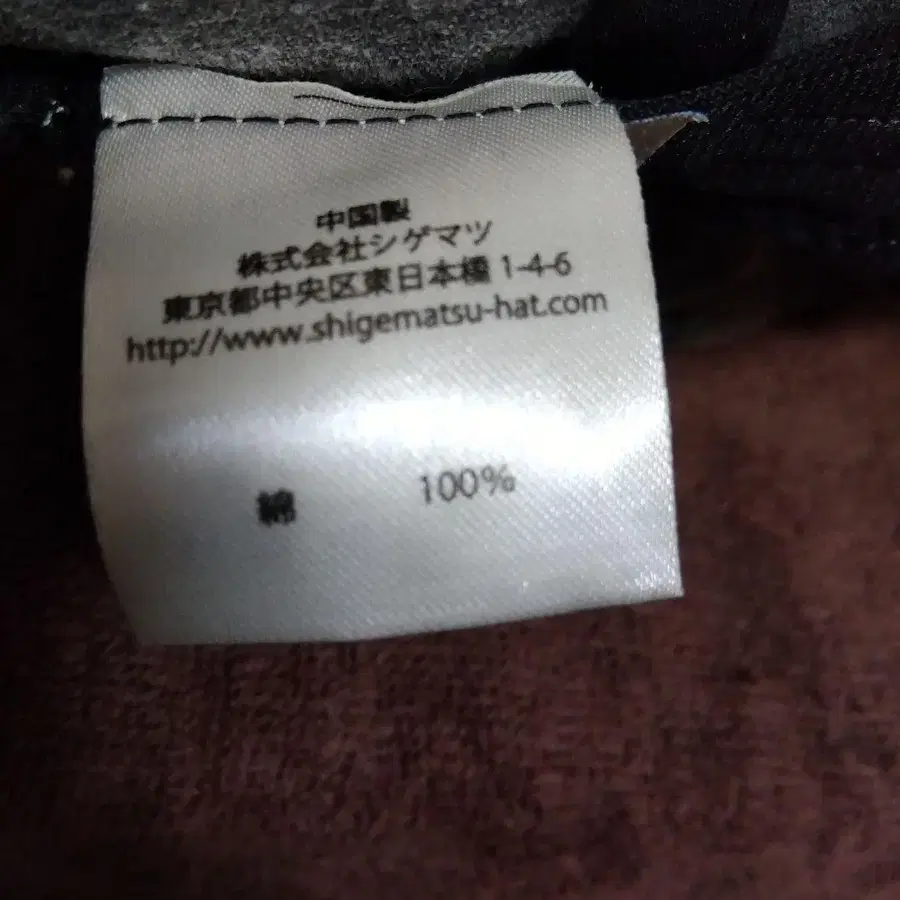 中国製
株式会社シゲマツ
東京都中央区東日本橋 1-4-6
http://www.shigematsu-hat.com
綿 100%